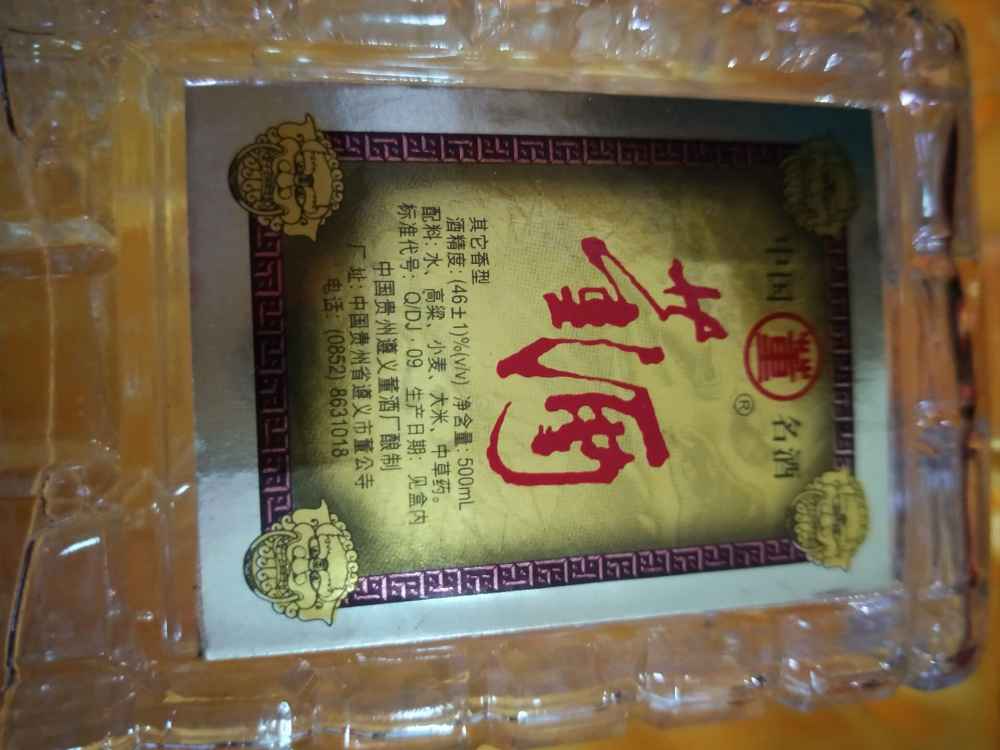 中国 董 名酒
®
董酒
其它香型
酒精度：(46±1)%(v/v) 净含量：500mL
配料：水、高粱、小麦、大米、中草药。
标准代号：Q/DJ·09 生产日期：见盒内
中国贵州遵义董酒厂酿制
厂址：中国贵州省遵义市董公寺
电话：(0852) 8631018